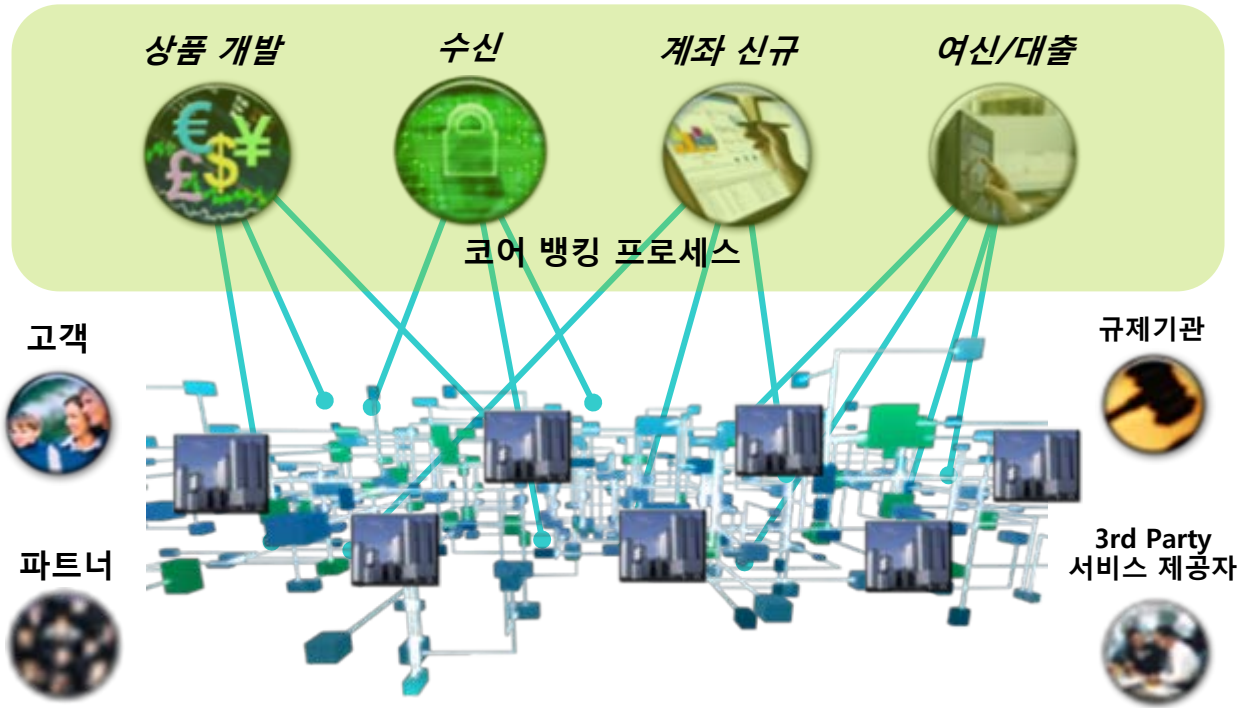 상품 개발
수신
계좌 신규
여신/대출
코어 뱅킹 프로세스
고객
규제기관
파트너
3rd Party
서비스 제공자